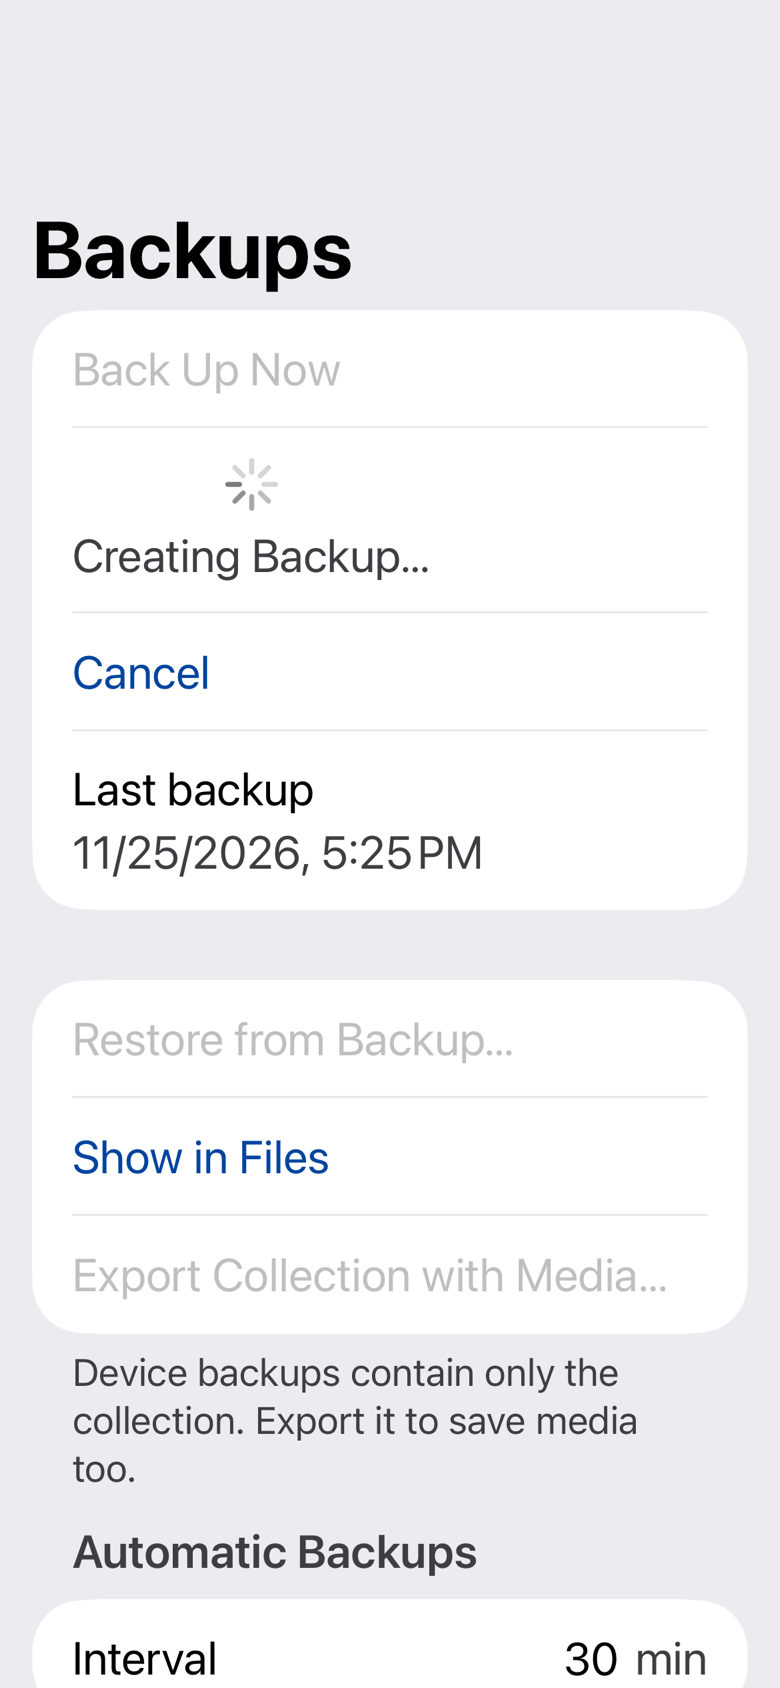 Backups
Back Up Now
Creating Backup...
Cancel
Last backup
11/25/2026, 5:25 PM
Restore from Backup...
Show in Files
Export Collection with Media...
Device backups contain only the
collection. Export it to save media
too.
Automatic Backups
Interval 30 min